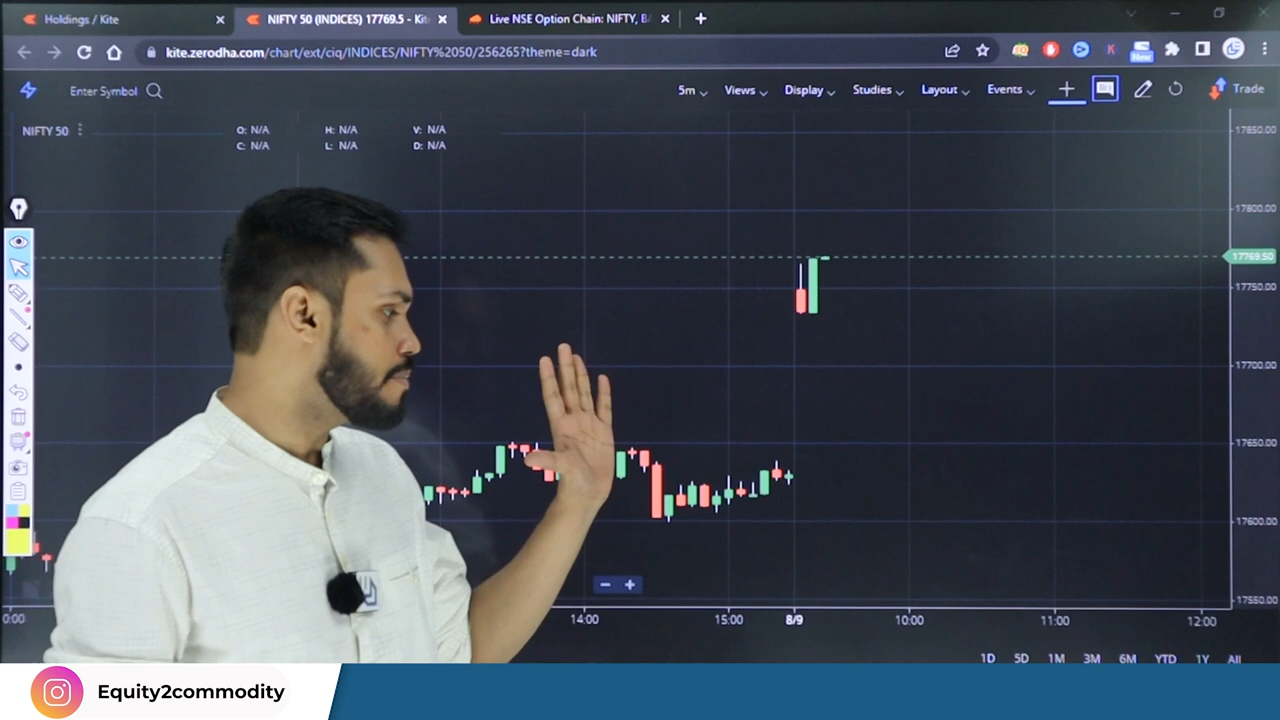 Holdings / Kite
NIFTY 50 (INDICES) 17769.5 - Kit
Live NSE Option Chain: NIFTY, BA
kite.zerodha.com/chart/ext/ciq/INDICES/NIFTY%2050/256265?theme=dark
K
New
Enter Symbol
5m
Views
Display
Studies
Layout
Events
Trade
NIFTY 50
O: N/A
H: N/A
V: N/A
C: N/A
L: N/A
D: N/A
17850.00
17800.00
17769.50
17750.00
17700.00
17650.00
17600.00
17550.00
0:00
14:00
15:00
8/9
10:00
11:00
12:00
1D
5D
1M
3M
6M
YTD
1Y
All
Equity2commodity